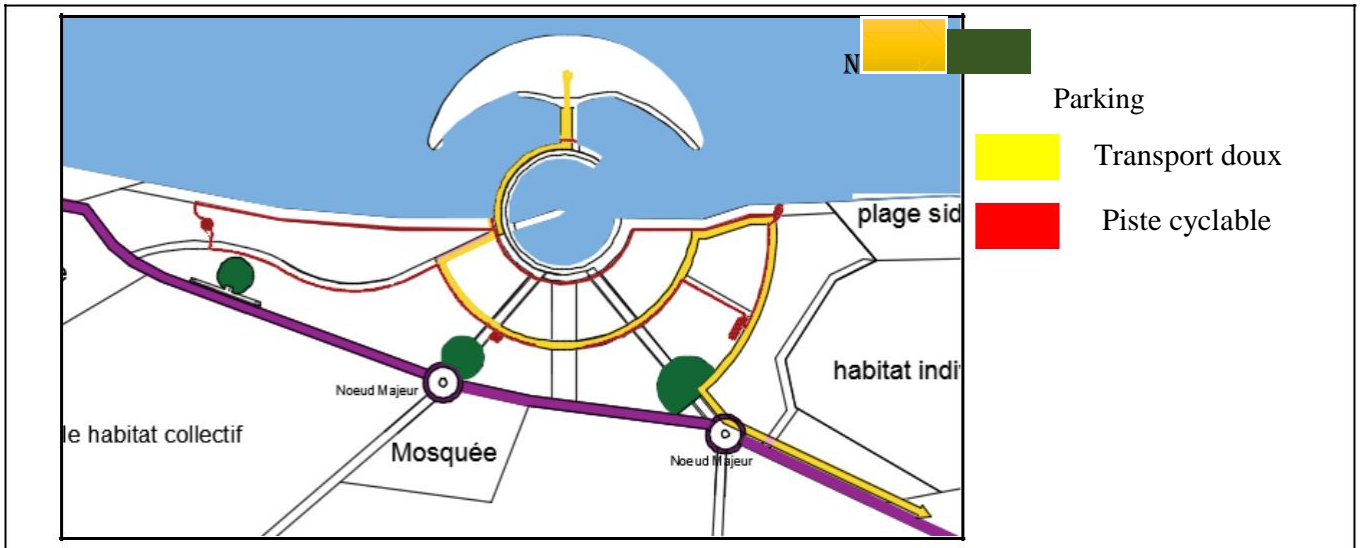 N
Parking
Transport doux
Piste cyclable
plage sid
habitat indi
Noeud Majeur
le habitat collectif
Mosquée
Noeud Majeur